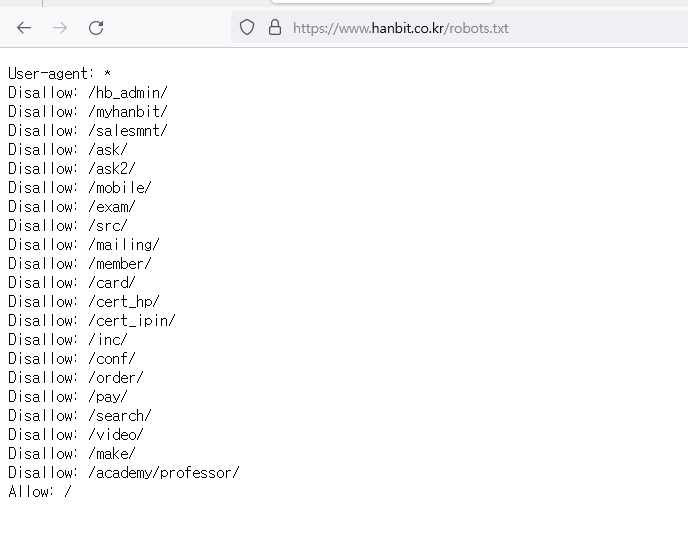 https://www.hanbit.co.kr/robots.txt
User-agent: *
Disallow: /hb_admin/
Disallow: /myhanbit/
Disallow: /salesmnt/
Disallow: /ask/
Disallow: /ask2/
Disallow: /mobile/
Disallow: /exam/
Disallow: /src/
Disallow: /mailing/
Disallow: /member/
Disallow: /card/
Disallow: /cert_hp/
Disallow: /cert_ipin/
Disallow: /inc/
Disallow: /conf/
Disallow: /order/
Disallow: /pay/
Disallow: /search/
Disallow: /video/
Disallow: /make/
Disallow: /academy/professor/
Allow: /